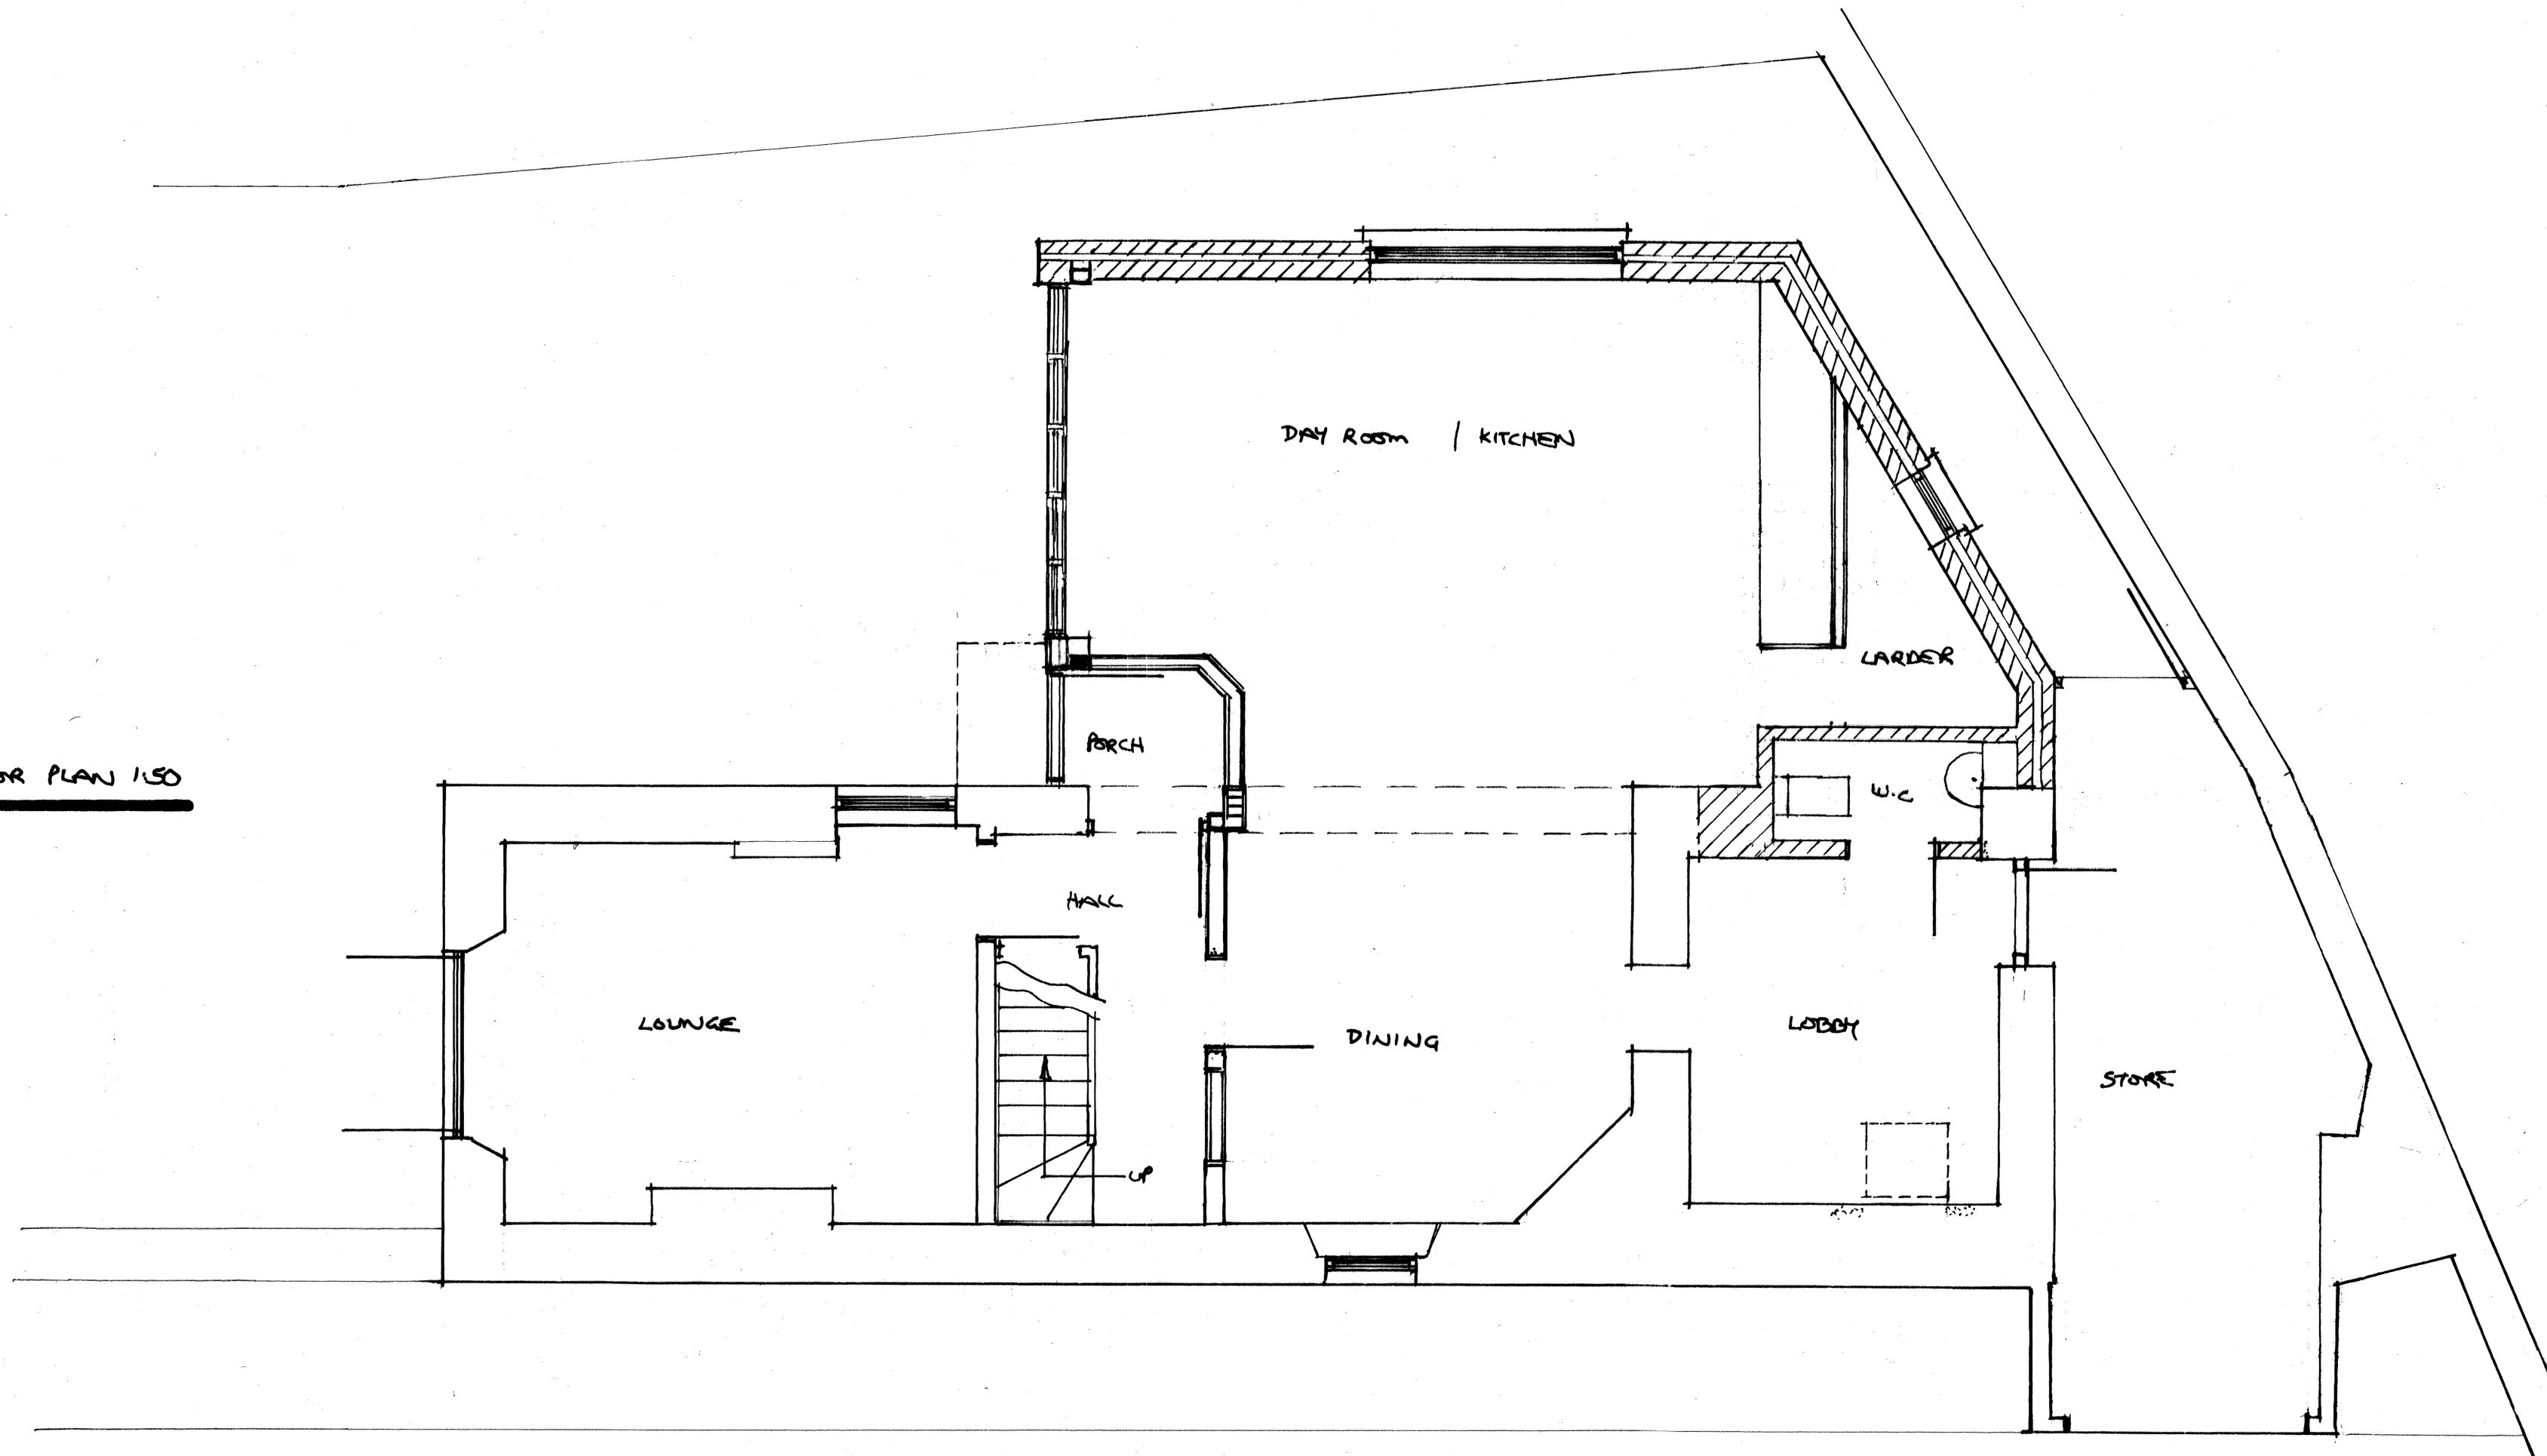 DAY ROOM / KITCHEN
LARDER
PORCH
OR PLAN 1:50
W.C
HALL
LOUNGE
DINING
LOBBY
STORE
UP